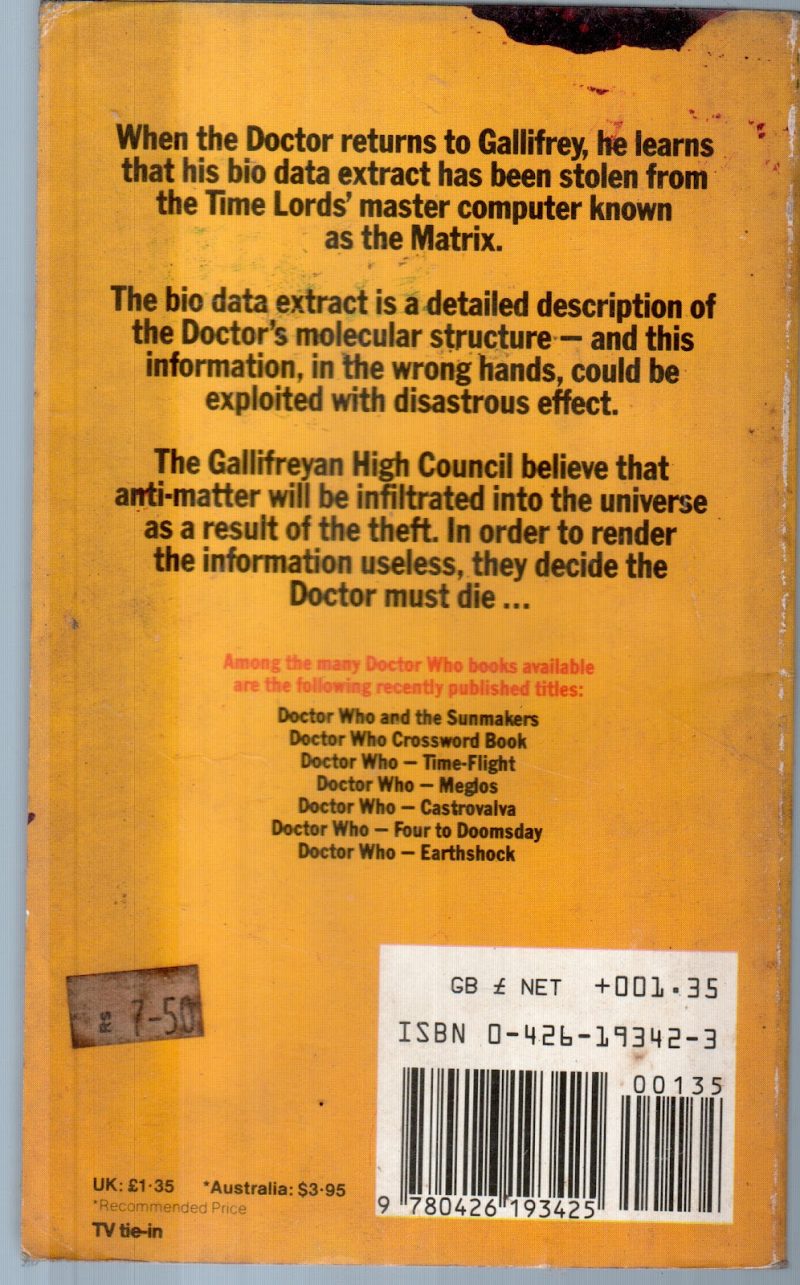 When the Doctor returns to Gallifrey, he learns
that his bio data extract has been stolen from
the Time Lords' master computer known
as the Matrix.
The bio data extract is a detailed description of
the Doctor's molecular structure — and this
information, in the wrong hands, could be
exploited with disastrous effect.
The Gallifreyan High Council believe that
anti-matter will be infiltrated into the universe
as a result of the theft. In order to render
the information useless, they decide the
Doctor must die ...
Among the many Doctor Who books available
are the following recently published titles:
Doctor Who and the Sunmakers
Doctor Who Crossword Book
Doctor Who — Time-Flight
Doctor Who — Meglos
Doctor Who — Castrovalva
Doctor Who — Four to Doomsday
Doctor Who — Earthshock
RS 7-50
GB £ NET +001.35
ISBN 0-426-19342-3
00135
9 780426 193425
UK: £1·35 *Australia: $3·95
*Recommended Price
TV tie-in